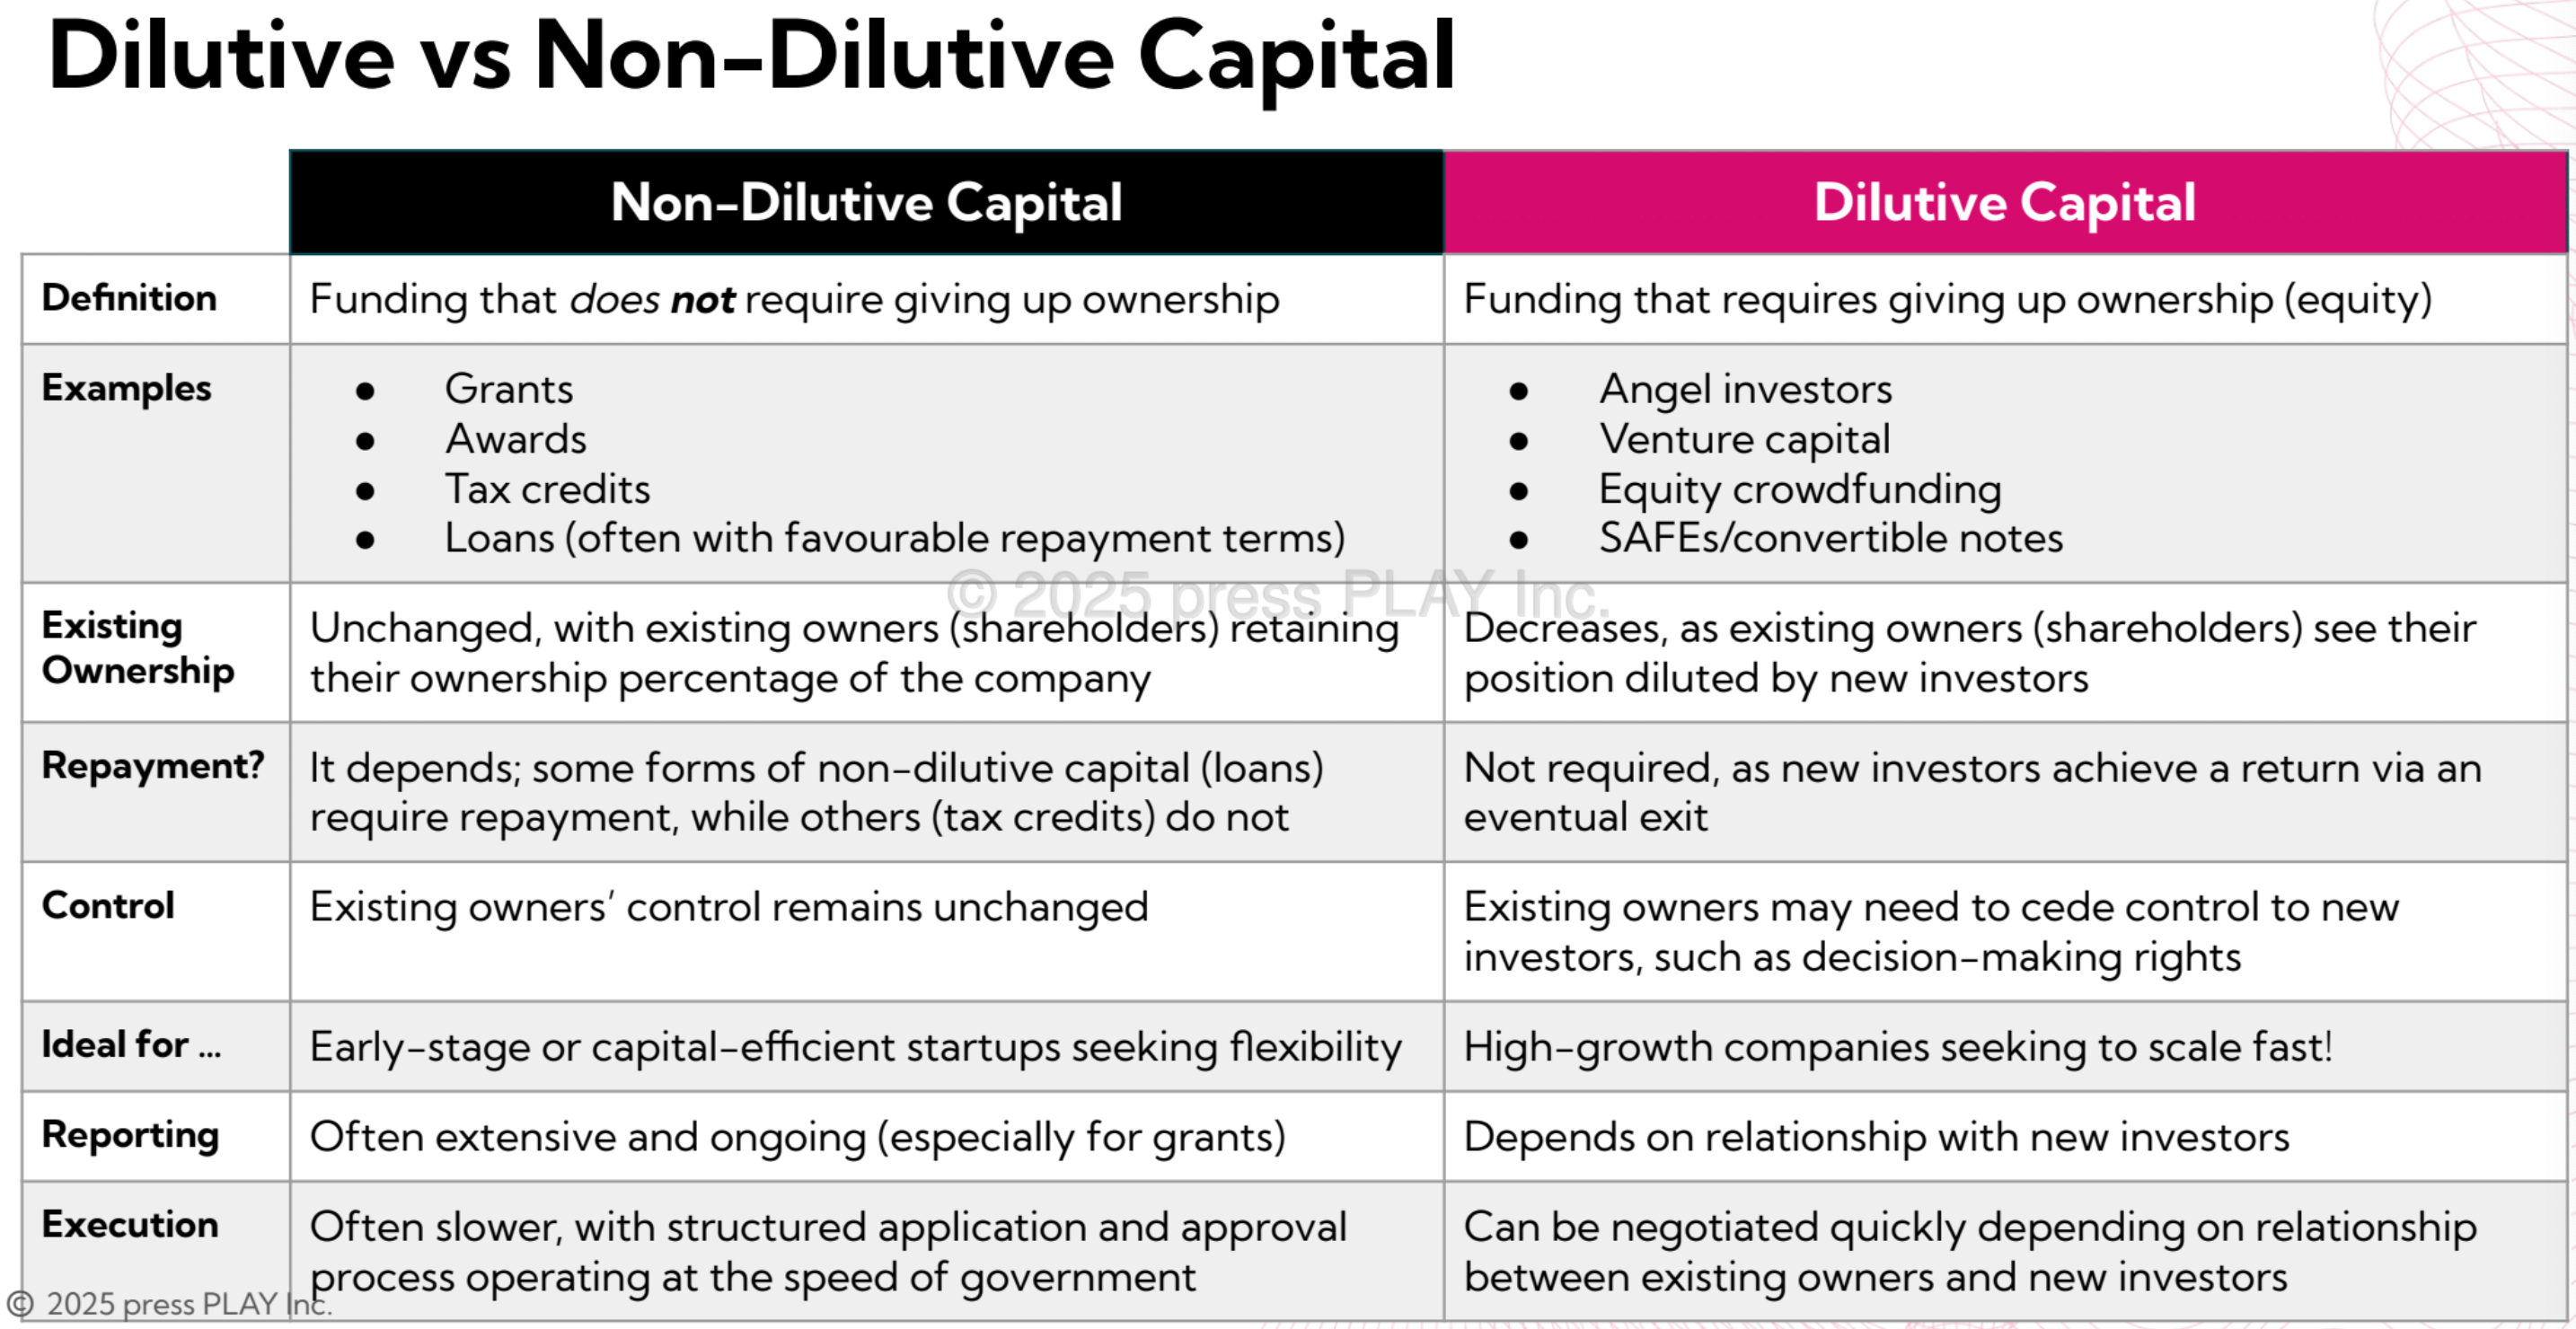 Dilutive vs Non-Dilutive Capital
Non-Dilutive Capital
Dilutive Capital
Definition
Funding that does not require giving up ownership
Funding that requires giving up ownership (equity)
Examples
● Grants
● Awards
● Tax credits
● Loans (often with favourable repayment terms)
● Angel investors
● Venture capital
● Equity crowdfunding
● SAFEs/convertible notes
© 2025 press PLAY Inc.
Existing
Ownership
Unchanged, with existing owners (shareholders) retaining
their ownership percentage of the company
Decreases, as existing owners (shareholders) see their
position diluted by new investors
Repayment?
It depends; some forms of non-dilutive capital (loans)
require repayment, while others (tax credits) do not
Not required, as new investors achieve a return via an
eventual exit
Control
Existing owners’ control remains unchanged
Existing owners may need to cede control to new
investors, such as decision-making rights
Ideal for ...
Early-stage or capital-efficient startups seeking flexibility
High-growth companies seeking to scale fast!
Reporting
Often extensive and ongoing (especially for grants)
Depends on relationship with new investors
Execution
Often slower, with structured application and approval
process operating at the speed of government
Can be negotiated quickly depending on relationship
between existing owners and new investors
© 2025 press PLAY Inc.